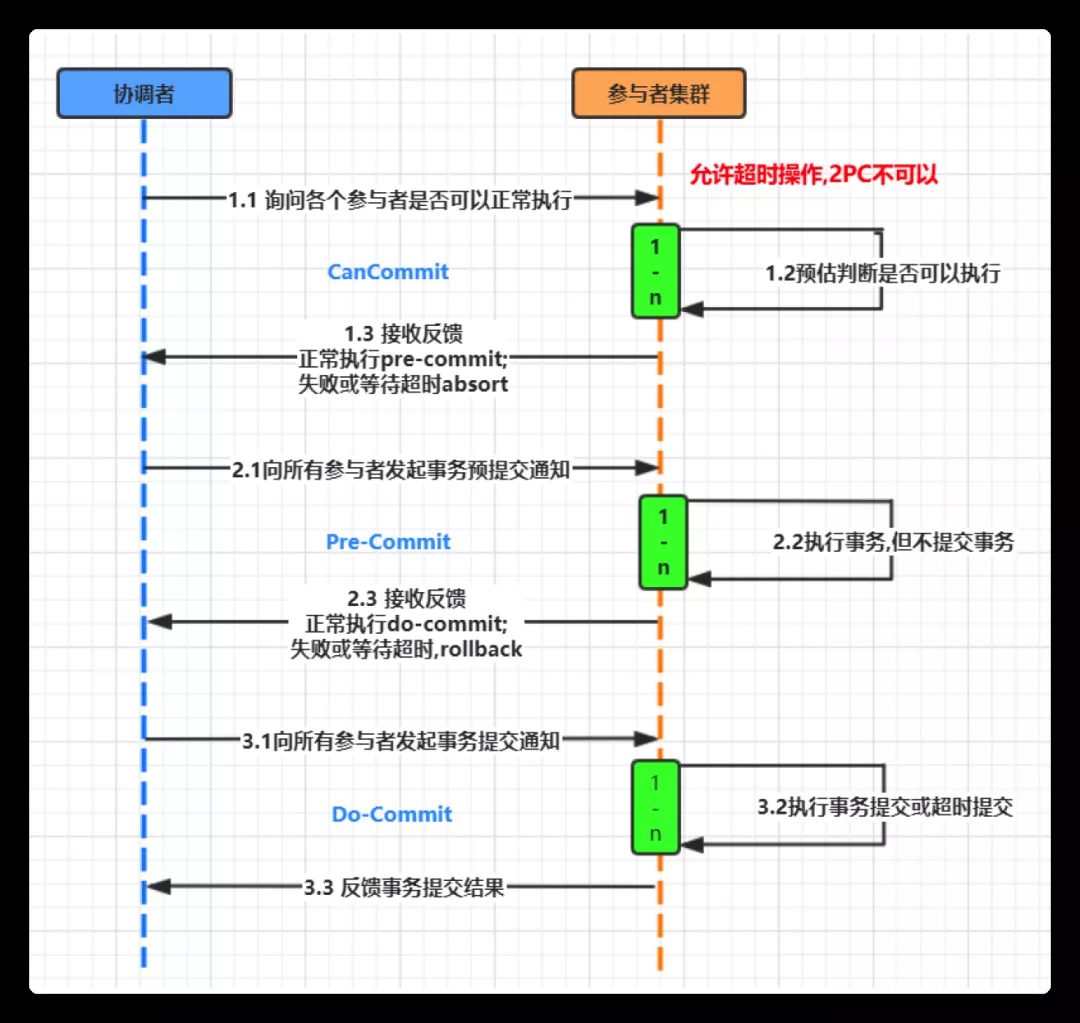 协调者
参与者集群
允许超时操作,2PC不可以
1.1 询问各个参与者是否可以正常执行
1
-
n
CanCommit
1.2预估判断是否可以执行
1.3 接收反馈
正常执行pre-commit;
失败或等待超时absort
2.1向所有参与者发起事务预提交通知
1
-
n
Pre-Commit
2.2执行事务,但不提交事务
2.3 接收反馈
正常执行do-commit;
失败或等待超时,rollback
3.1向所有参与者发起事务提交通知
1
-
n
Do-Commit
3.2执行事务提交或超时提交
3.3 反馈事务提交结果